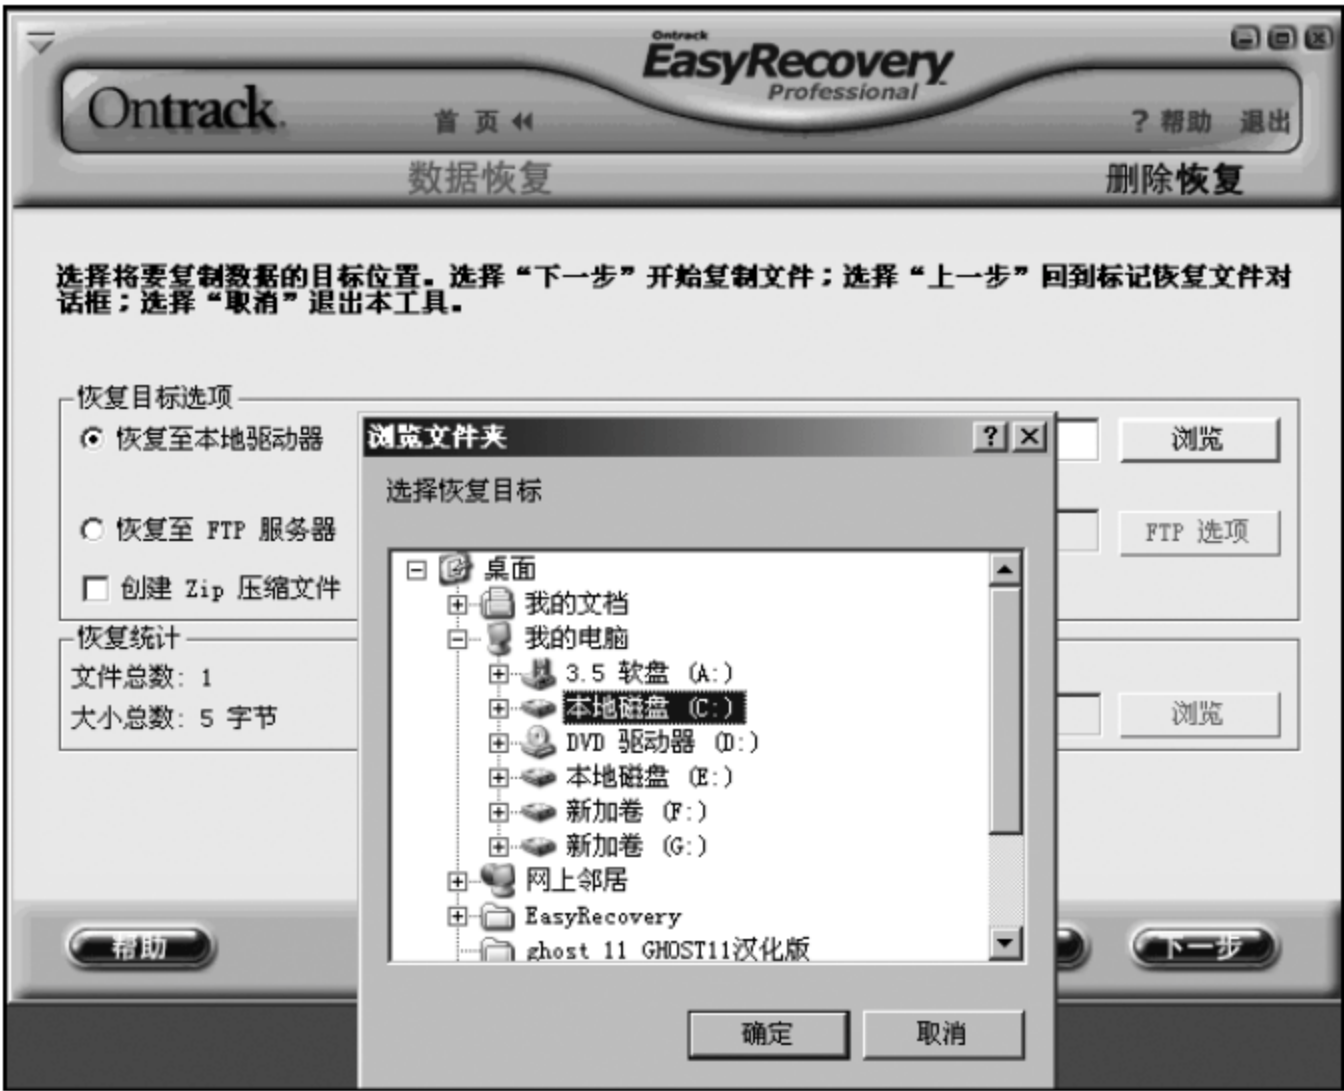 Ontrack
EasyRecovery
Professional
Ontrack
首 页
? 帮助 退出
数据恢复
删除恢复
选择将要复制数据的目标位置。选择“下一步”开始复制文件；选择“上一步”回到标记恢复文件对
话框；选择“取消”退出本工具。
恢复目标选项
恢复至本地驱动器
浏览
恢复至 FTP 服务器
FTP 选项
创建 Zip 压缩文件
恢复统计
文件总数: 1
大小总数: 5 字节
浏览
浏览文件夹
选择恢复目标
桌面
我的文档
我的电脑
3.5 软盘 (A:)
本地磁盘 (C:)
DVD 驱动器 (D:)
本地磁盘 (E:)
新加卷 (F:)
新加卷 (G:)
网上邻居
EasyRecovery
ghost 11 GHOST11汉化版
确定
取消
帮助
下一步